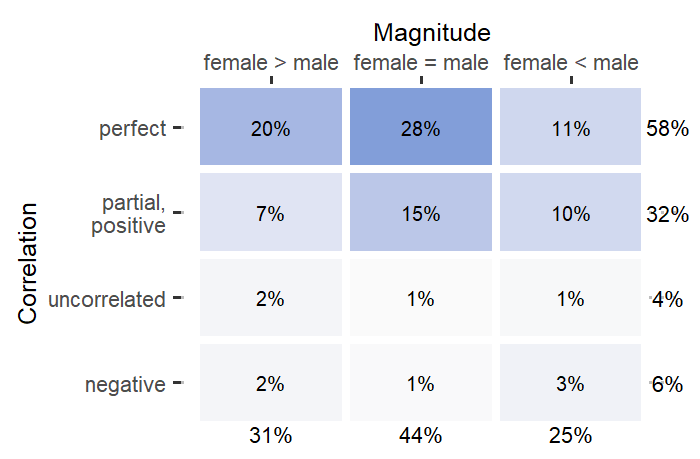 Magnitude
female > male female = male female < male
perfect 20% 28% 11% 58%
partial,
positive 7% 15% 10% 32%
uncorrelated 2% 1% 1% 4%
negative 2% 1% 3% 6%
31% 44% 25%
Correlation